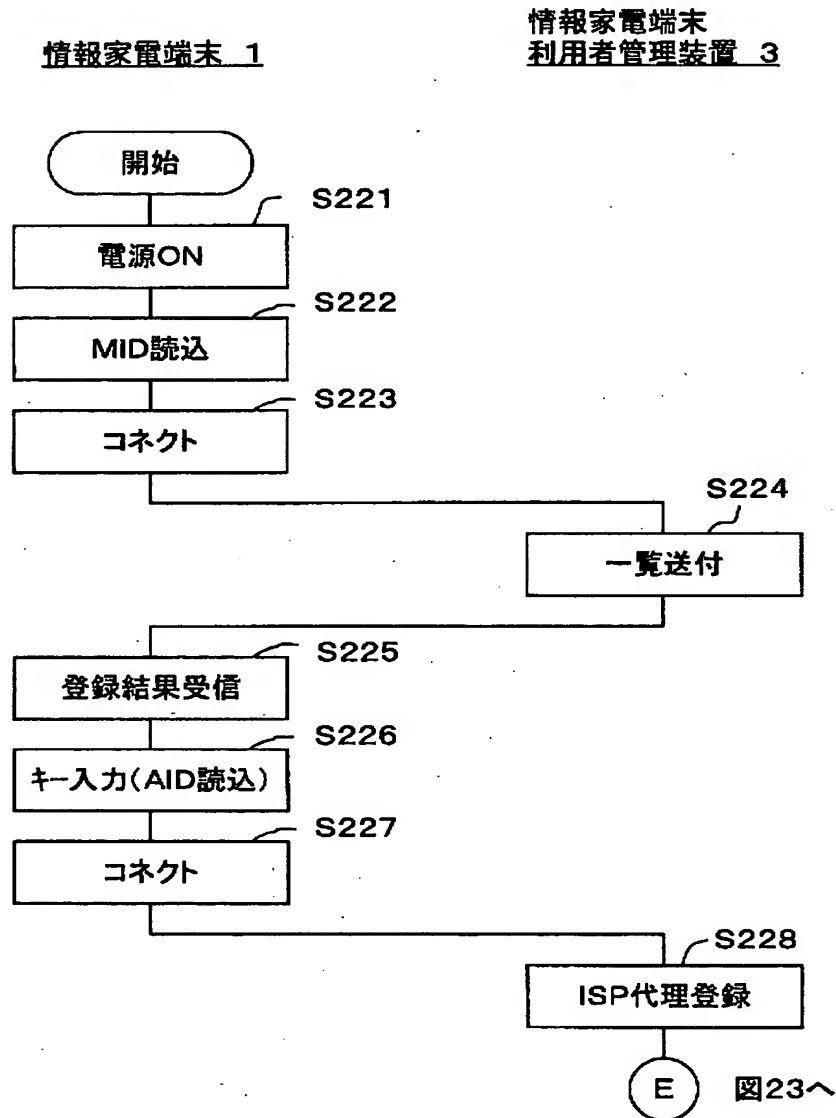 情報家電端末 1
情報家電端末
利用者管理装置 3
開始
S221
電源ON
S222
MID読込
S223
コネクト
S224
一覧送付
S225
登録結果受信
S226
キー入力(AID読込)
S227
コネクト
S228
ISP代理登録
E
図23へ